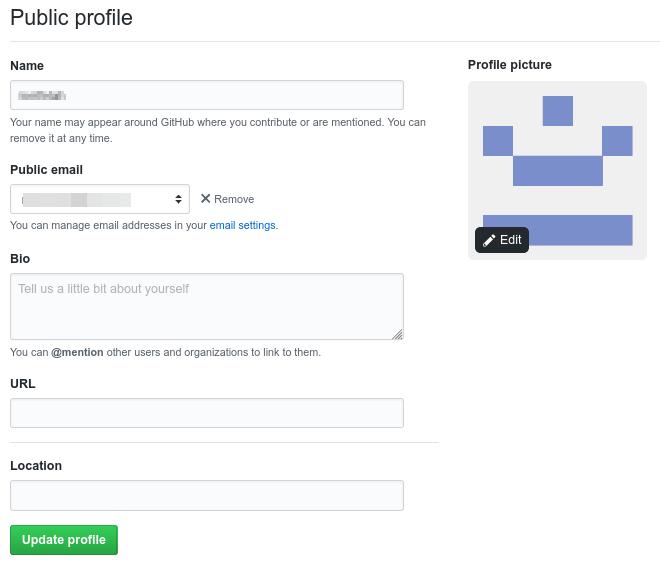 Public profile
Name
Your name may appear around GitHub where you contribute or are mentioned. You can
remove it at any time.
Public email
Remove
You can manage email addresses in your email settings.
Bio
Tell us a little bit about yourself
You can @mention other users and organizations to link to them.
URL
Location
Update profile
Profile picture
Edit